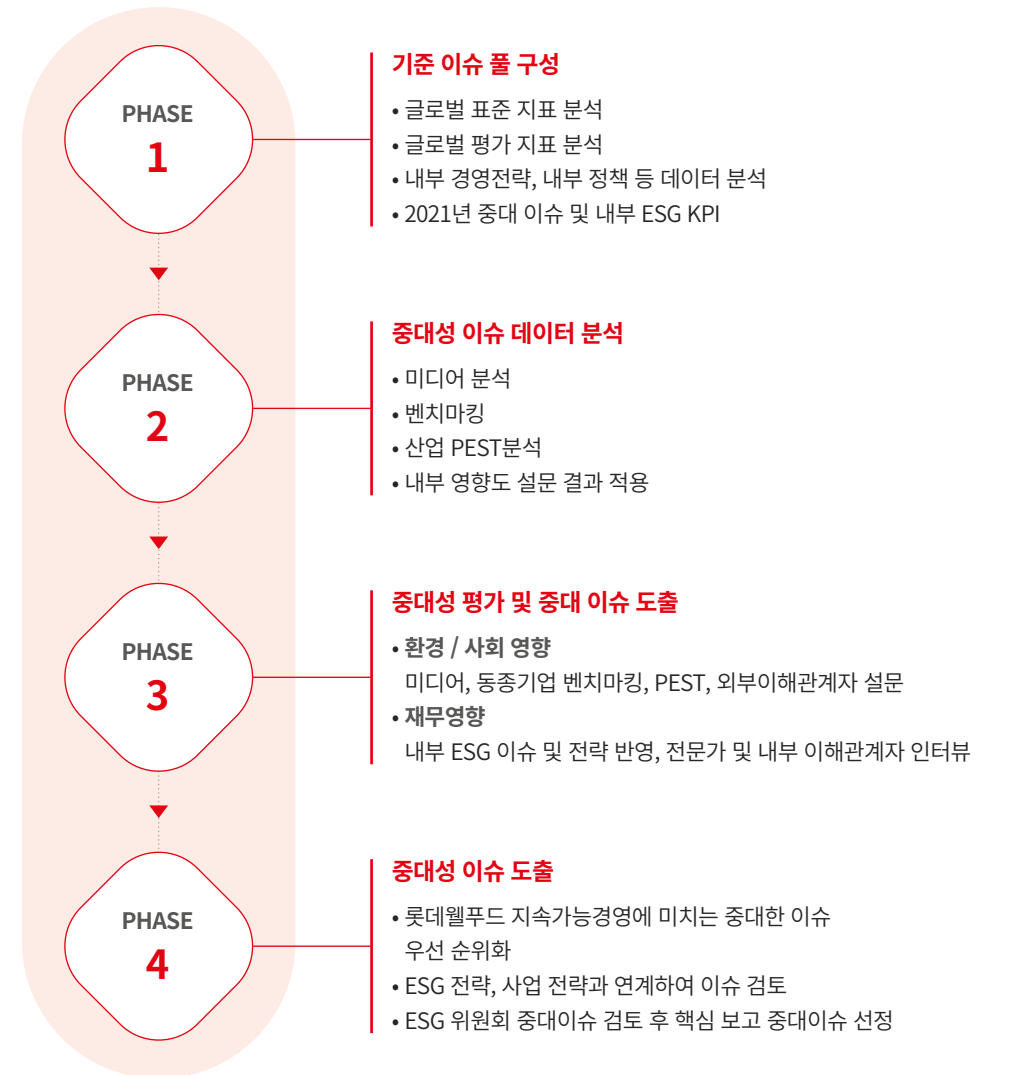 PHASE
1
기준 이슈 풀 구성
• 글로벌 표준 지표 분석
• 글로벌 평가 지표 분석
• 내부 경영전략, 내부 정책 등 데이터 분석
• 2021년 중대 이슈 및 내부 ESG KPI
PHASE
2
중대성 이슈 데이터 분석
• 미디어 분석
• 벤치마킹
• 산업 PEST분석
• 내부 영향도 설문 결과 적용
PHASE
3
중대성 평가 및 중대 이슈 도출
• 환경 / 사회 영향
미디어, 동종기업 벤치마킹, PEST, 외부이해관계자 설문
• 재무영향
내부 ESG 이슈 및 전략 반영, 전문가 및 내부 이해관계자 인터뷰
PHASE
4
중대성 이슈 도출
• 롯데웰푸드 지속가능경영에 미치는 중대한 이슈
우선 순위화
• ESG 전략, 사업 전략과 연계하여 이슈 검토
• ESG 위원회 중대이슈 검토 후 핵심 보고 중대이슈 선정